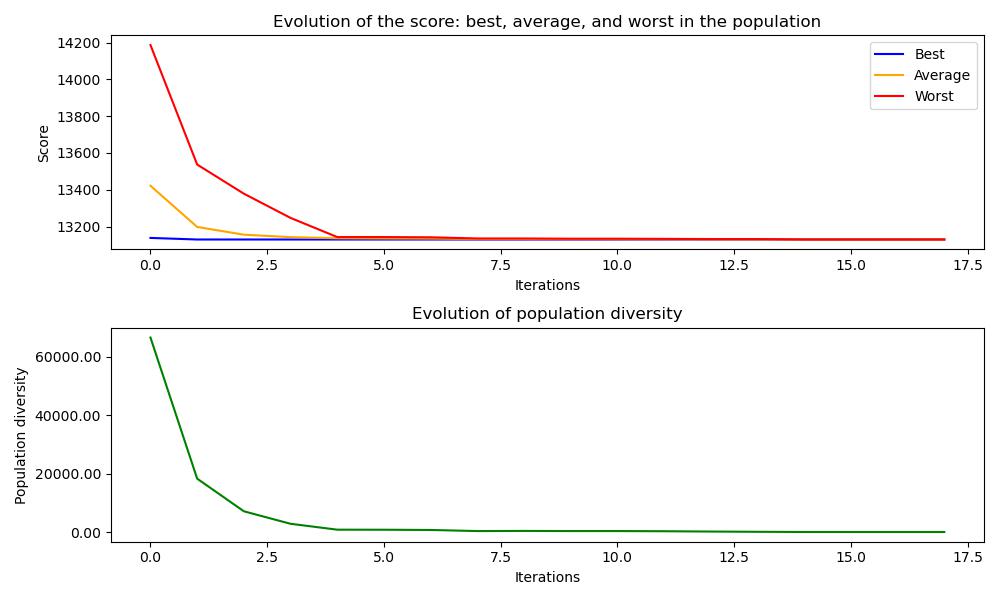 Evolution of the score: best, average, and worst in the population
14200
14000
13800
13600
13400
13200
Score
Best
Average
Worst
0.0 2.5 5.0 7.5 10.0 12.5 15.0 17.5
Iterations
Evolution of population diversity
60000.00
40000.00
20000.00
0.00
Population diversity
0.0 2.5 5.0 7.5 10.0 12.5 15.0 17.5
Iterations